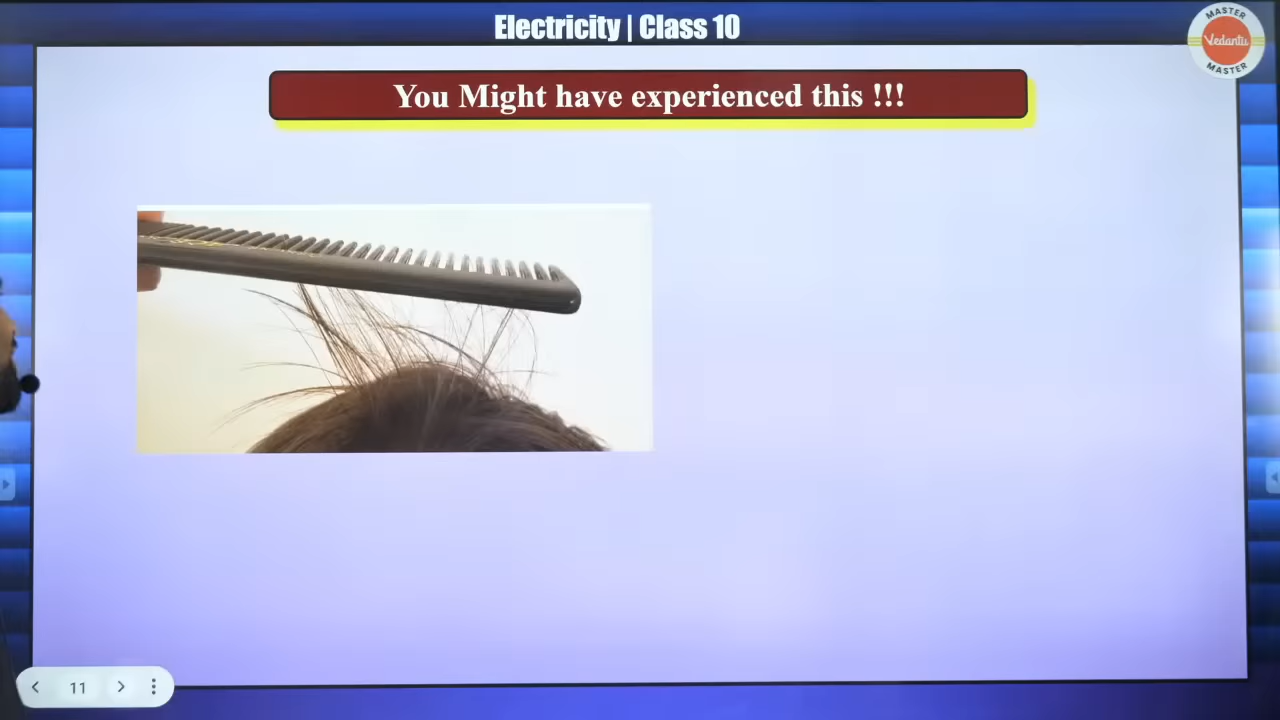 Electricity | Class 10
MASTER
Vedantu
MASTER
You Might have experienced this !!!
11